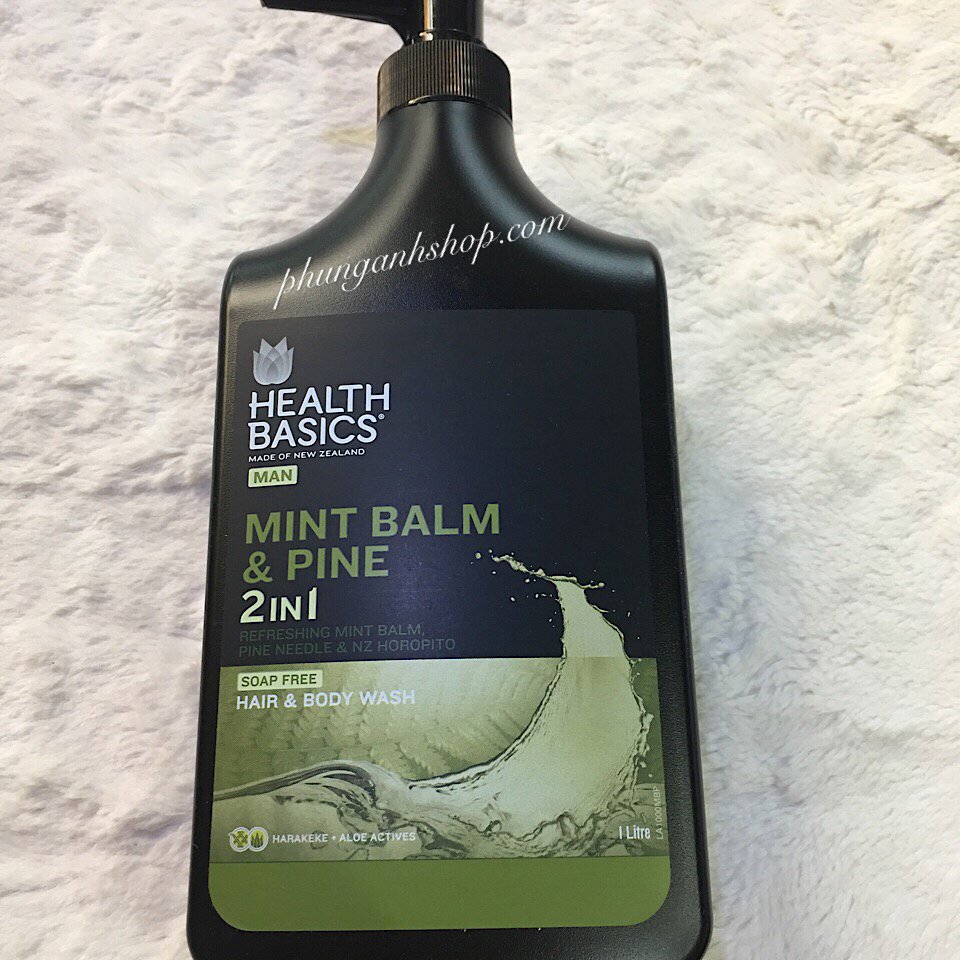 phunganhshop.com
HEALTH
BASICS®
MADE OF NEW ZEALAND
MAN
MINT BALM
& PINE
2IN1
REFRESHING MINT BALM,
PINE NEEDLE & NZ HOROPITO
SOAP FREE
HAIR & BODY WASH
HARAKEKE + ALOE ACTIVES
1 Litre
LA1000MBP